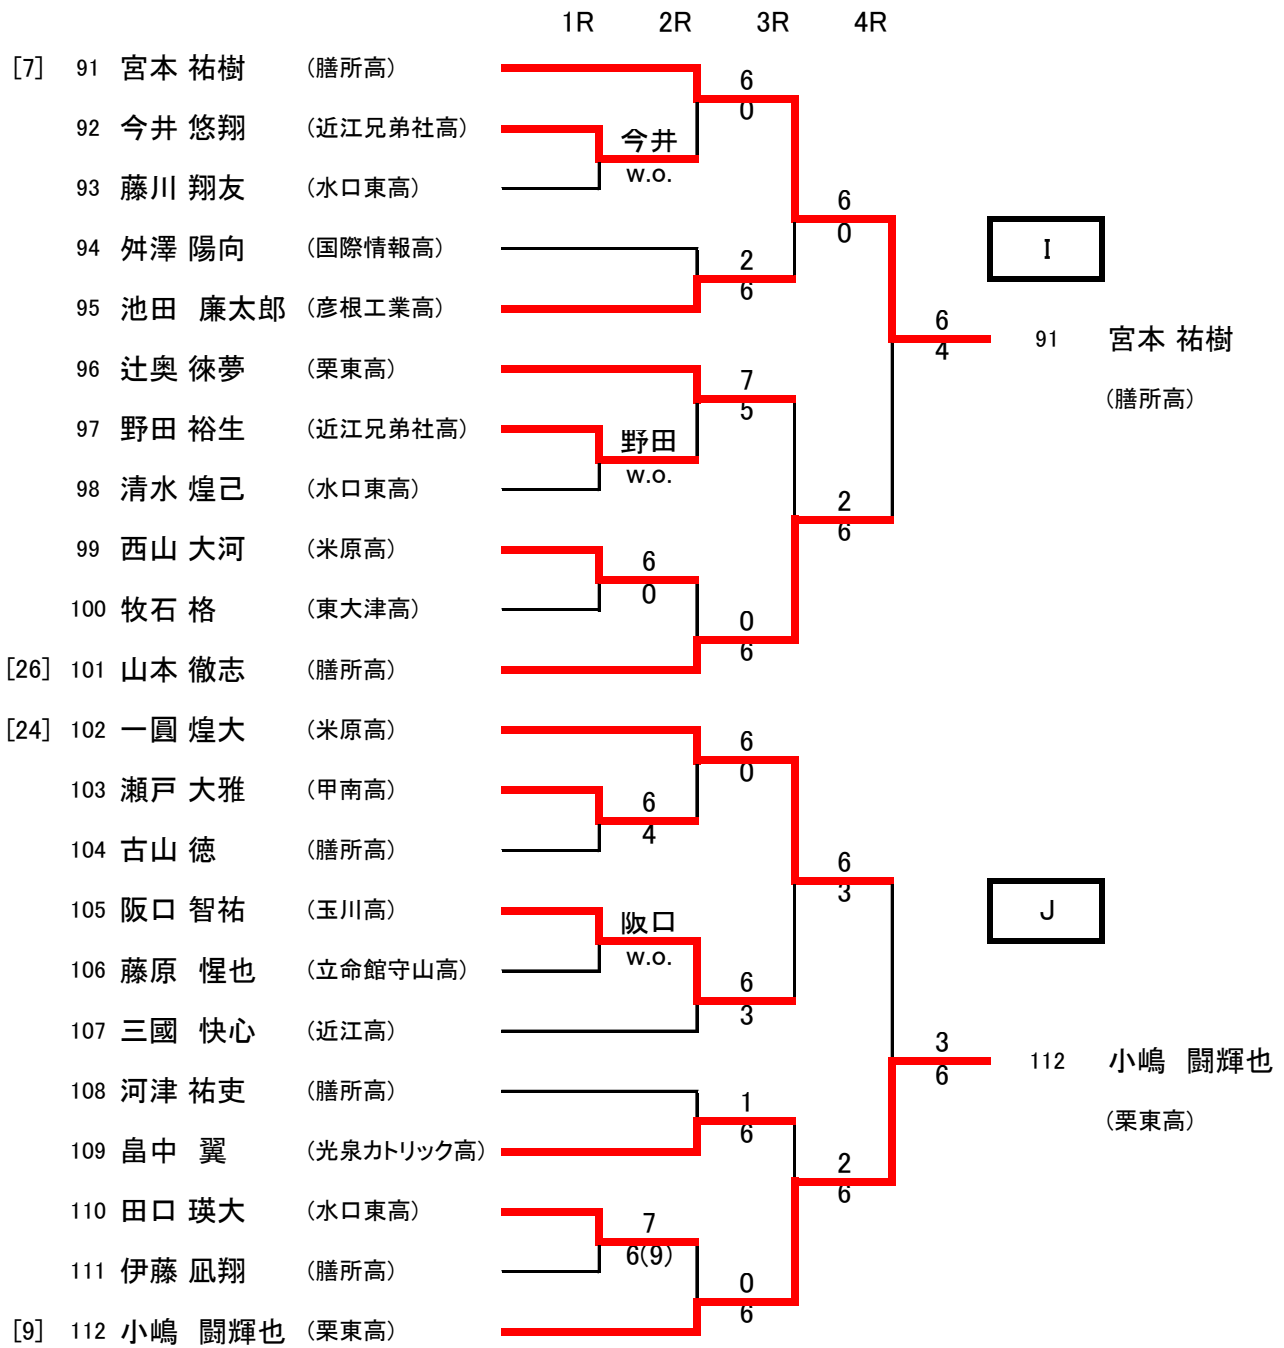 1R 2R 3R 4R
[7] 91 宮本 祐樹 (膳所高)
6
0
92 今井 悠翔 (近江兄弟社高)
今井
w.o.
93 藤川 翔友 (水口東高)
6
0
94 舛澤 陽向 (国際情報高)
I
2
6
95 池田 廉太郎 (彦根工業高)
6
4
91 宮本 祐樹
(膳所高)
96 辻奥 徠夢 (栗東高)
7
5
97 野田 裕生 (近江兄弟社高)
野田
w.o.
98 清水 煌己 (水口東高)
2
6
99 西山 大河 (米原高)
6
0
100 牧石 格 (東大津高)
0
6
[26] 101 山本 徹志 (膳所高)
[24] 102 一圓 煌大 (米原高)
6
0
103 瀬戸 大雅 (甲南高)
6
4
104 古山 徳 (膳所高)
6
3
105 阪口 智祐 (玉川高)
J
阪口
w.o.
106 藤原 惺也 (立命館守山高)
6
3
107 三國 快心 (近江高)
3
6
112 小嶋 闘輝也
(栗東高)
108 河津 祐吏 (膳所高)
1
6
109 畠中 翼 (光泉カトリック高)
2
6
110 田口 瑛大 (水口東高)
7
6(9)
111 伊藤 凪翔 (膳所高)
0
6
[9] 112 小嶋 闘輝也 (栗東高)